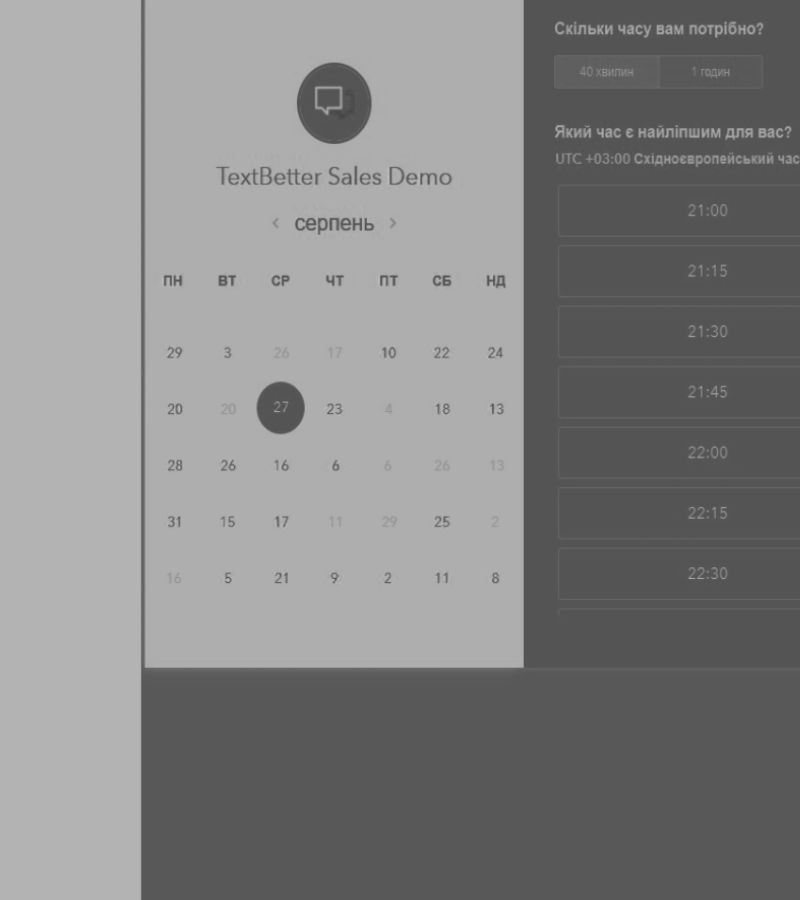 TextBetter Sales Demo
‹ серпень ›
ПН ВТ СР ЧТ ПТ СБ НД
29 3 26 17 10 22 24
20 20 27 23 4 18 13
28 26 16 6 6 26 13
31 15 17 11 29 25 2
16 5 21 9 2 11 8
Скільки часу вам потрібно?
40 хвилин 1 годин
Який час є найліпшим для вас?
UTC +03:00 Східноєвропейський час
21:00
21:15
21:30
21:45
22:00
22:15
22:30